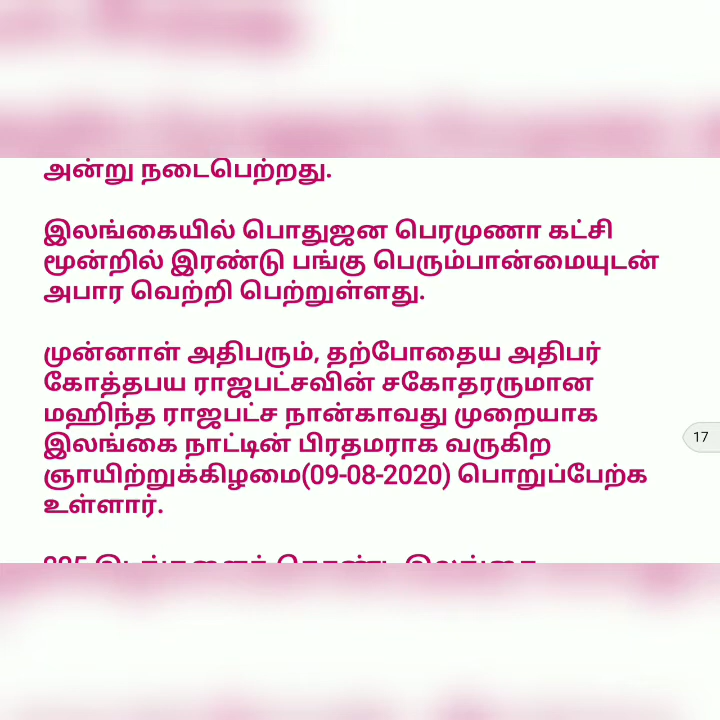 அன்று நடைபெற்றது.
இலங்கையில் பொதுஜன பெரமுணா கட்சி
மூன்றில் இரண்டு பங்கு பெரும்பான்மையுடன்
அபார வெற்றி பெற்றுள்ளது.
முன்னாள் அதிபரும், தற்போதைய அதிபர்
கோத்தபய ராஜபட்சவின் சகோதரருமான
மஹிந்த ராஜபட்ச நான்காவது முறையாக
இலங்கை நாட்டின் பிரதமராக வருகிற
17
ஞாயிற்றுக்கிழமை(09-08-2020) பொறுப்பேற்க
உள்ளார்.